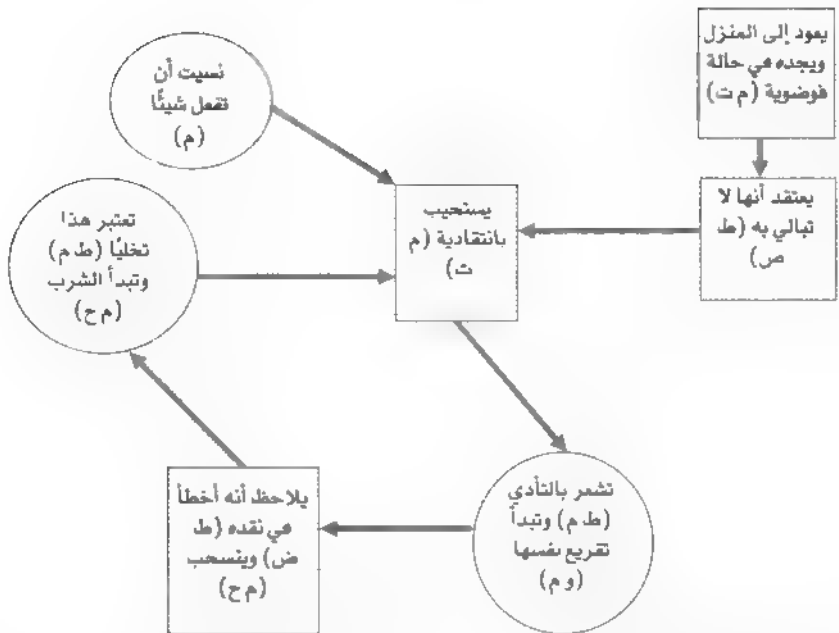 يعود إلى المنزل
ويجده في حالة
فوضوية (م ت)
نسيت أن
تفعل شيئًا
(م)
يعتقد أنها لا
تبالي به (ط
ض)
يستجيب
بانتقادية (م
ت)
تعتبر هذا
تخليًا (ط م)
وتبدأ الشرب
(م ح)
تشعر بالتأذي
(ط م) وتبدأ
تقريع نفسها
(و م)
يلاحظ أنه أخطأ
في نقده (ط
ض) وينسحب
(م ح)